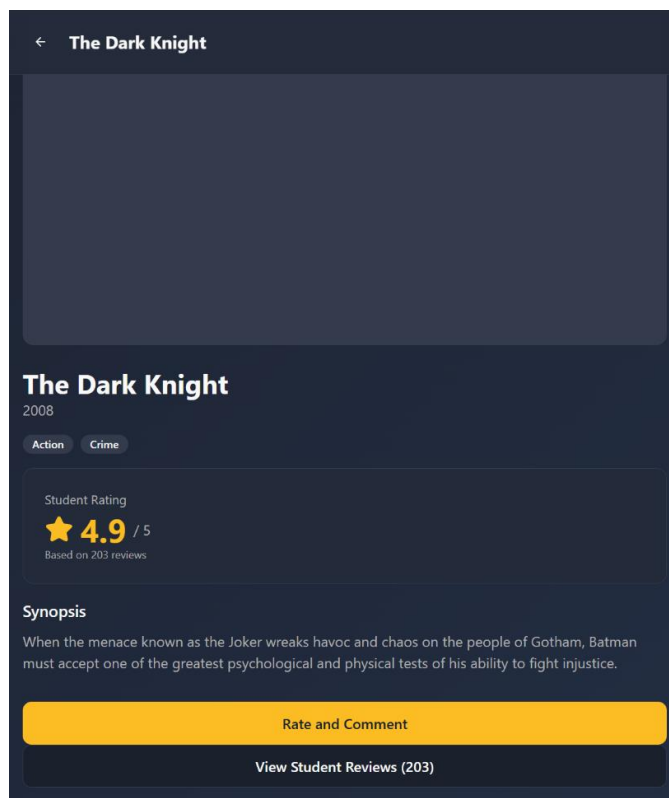 ← The Dark Knight
The Dark Knight
2008
Action Crime
Student Rating
4.9 / 5
Based on 203 reviews
Synopsis
When the menace known as the Joker wreaks havoc and chaos on the people of Gotham, Batman
must accept one of the greatest psychological and physical tests of his ability to fight injustice.
Rate and Comment
View Student Reviews (203)